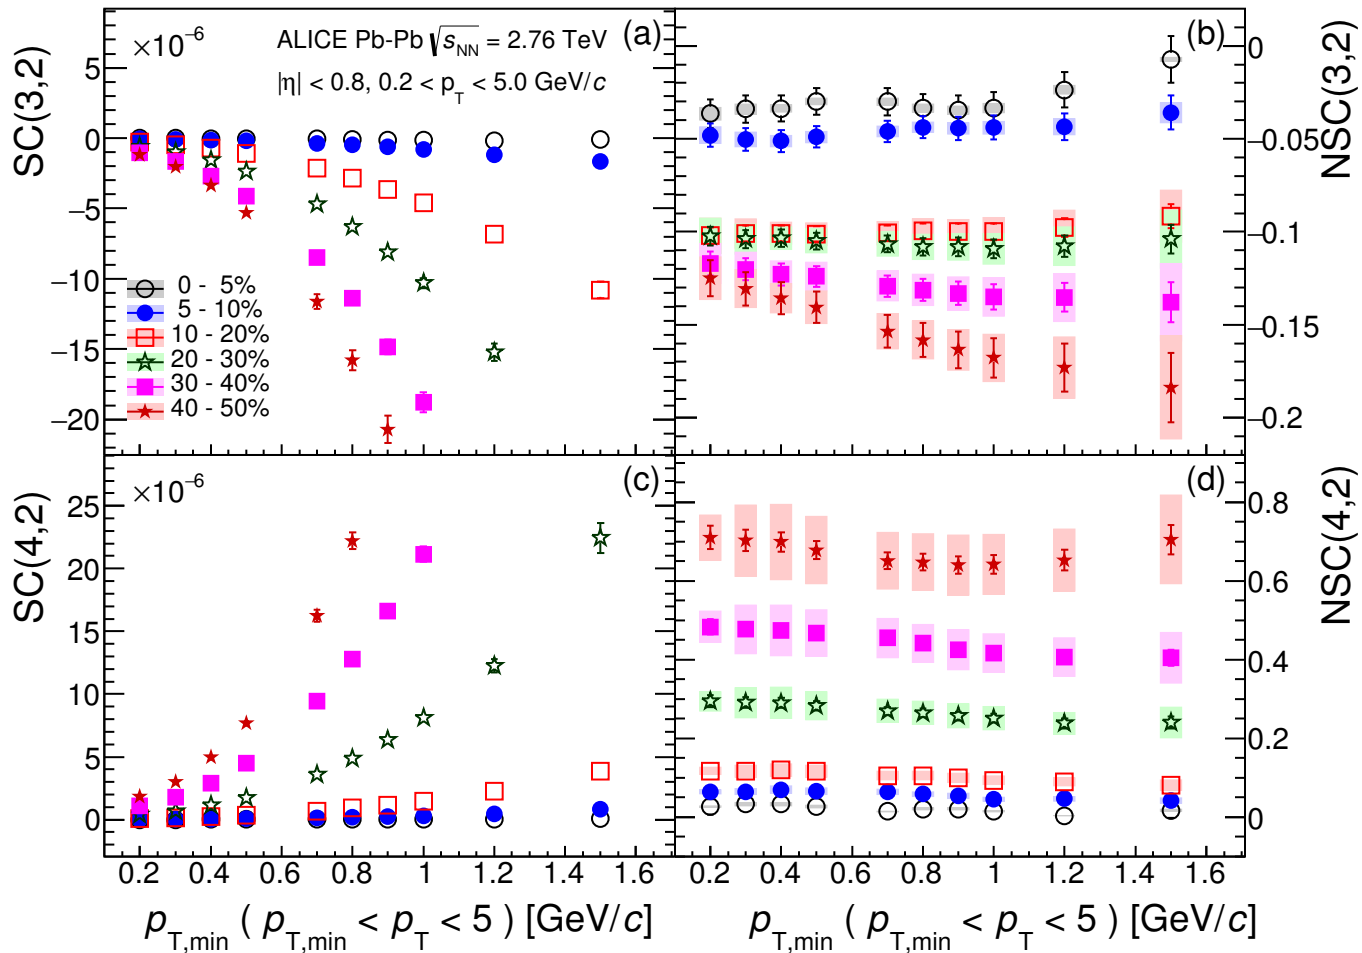 SC(3,2)
×10⁻⁶
ALICE Pb-Pb √s_NN = 2.76 TeV
(a)
|η| < 0.8, 0.2 < p_T < 5.0 GeV/c
5
0
−5
−10
−15
−20
0 - 5%
5 - 10%
10 - 20%
20 - 30%
30 - 40%
40 - 50%
(b)
NSC(3,2)
0
−0.05
−0.1
−0.15
−0.2
SC(4,2)
×10⁻⁶
(c)
25
20
15
10
5
0
0.2 0.4 0.6 0.8 1 1.2 1.4 1.6
p_T,min ( p_T,min < p_T < 5 ) [GeV/c]
(d)
NSC(4,2)
0.8
0.6
0.4
0.2
0
0.2 0.4 0.6 0.8 1 1.2 1.4 1.6
p_T,min ( p_T,min < p_T < 5 ) [GeV/c]